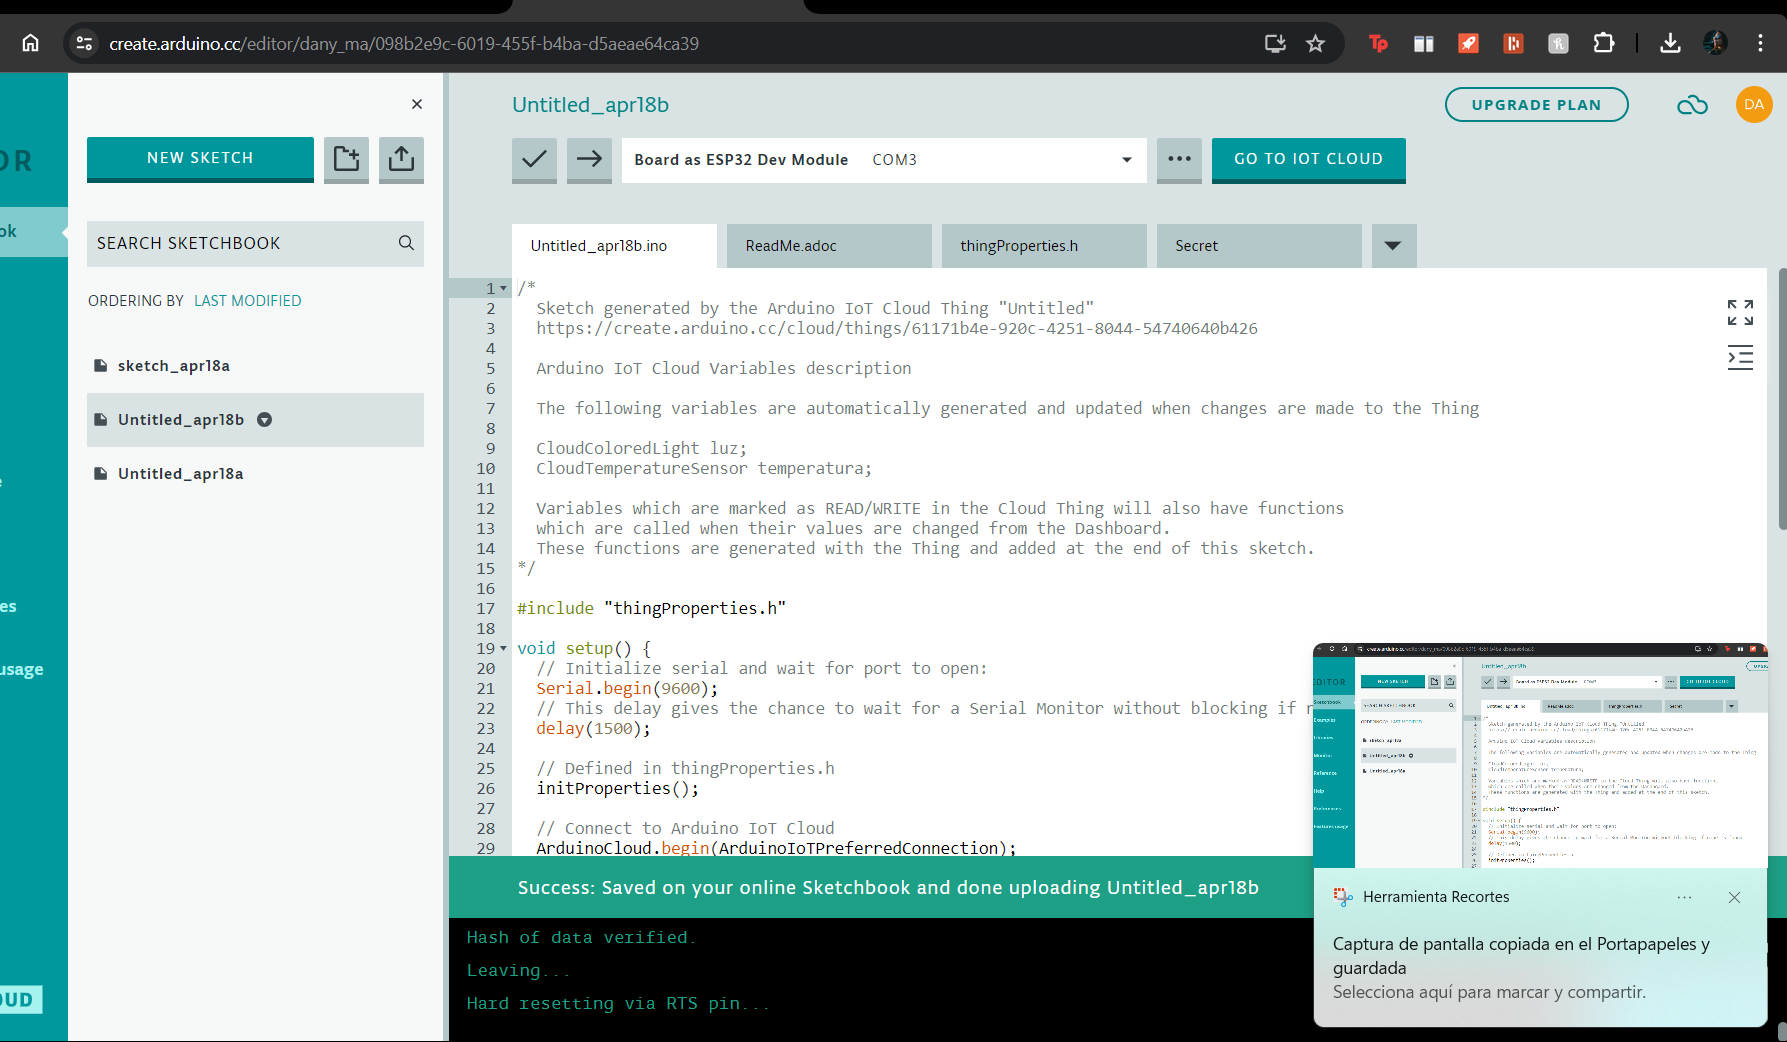 create.arduino.cc/editor/dany_ma/098b2e9c-6019-455f-b4ba-d5aeae64ca39
Tp
DA
UPGRADE PLAN
Untitled_apr18b
NEW SKETCH
Board as ESP32 Dev Module COM3
GO TO IOT CLOUD
OR
ok
SEARCH SKETCHBOOK
ORDERING BY LAST MODIFIED
sketch_apr18a
Untitled_apr18b
Untitled_apr18a
e
es
usage
OUD
Untitled_apr18b.ino ReadMe.adoc thingProperties.h Secret
1 /*
2 Sketch generated by the Arduino IoT Cloud Thing "Untitled"
3 https://create.arduino.cc/cloud/things/61171b4e-920c-4251-8044-54740640b426
4
5 Arduino IoT Cloud Variables description
6
7 The following variables are automatically generated and updated when changes are made to the Thing
8
9 CloudColoredLight luz;
10 CloudTemperatureSensor temperatura;
11
12 Variables which are marked as READ/WRITE in the Cloud Thing will also have functions
13 which are called when their values are changed from the Dashboard.
14 These functions are generated with the Thing and added at the end of this sketch.
15 */
16
17 #include "thingProperties.h"
18
19 void setup() {
20 // Initialize serial and wait for port to open:
21 Serial.begin(9600);
22 // This delay gives the chance to wait for a Serial Monitor without blocking if
23 delay(1500);
24
25 // Defined in thingProperties.h
26 initProperties();
27
28 // Connect to Arduino IoT Cloud
29 ArduinoCloud.begin(ArduinoIoTPreferredConnection);
Success: Saved on your online Sketchbook and done uploading Untitled_apr18b
Hash of data verified.
Leaving...
Hard resetting via RTS pin...
Herramienta Recortes
Captura de pantalla copiada en el Portapapeles y
guardada
Selecciona aquí para marcar y compartir.